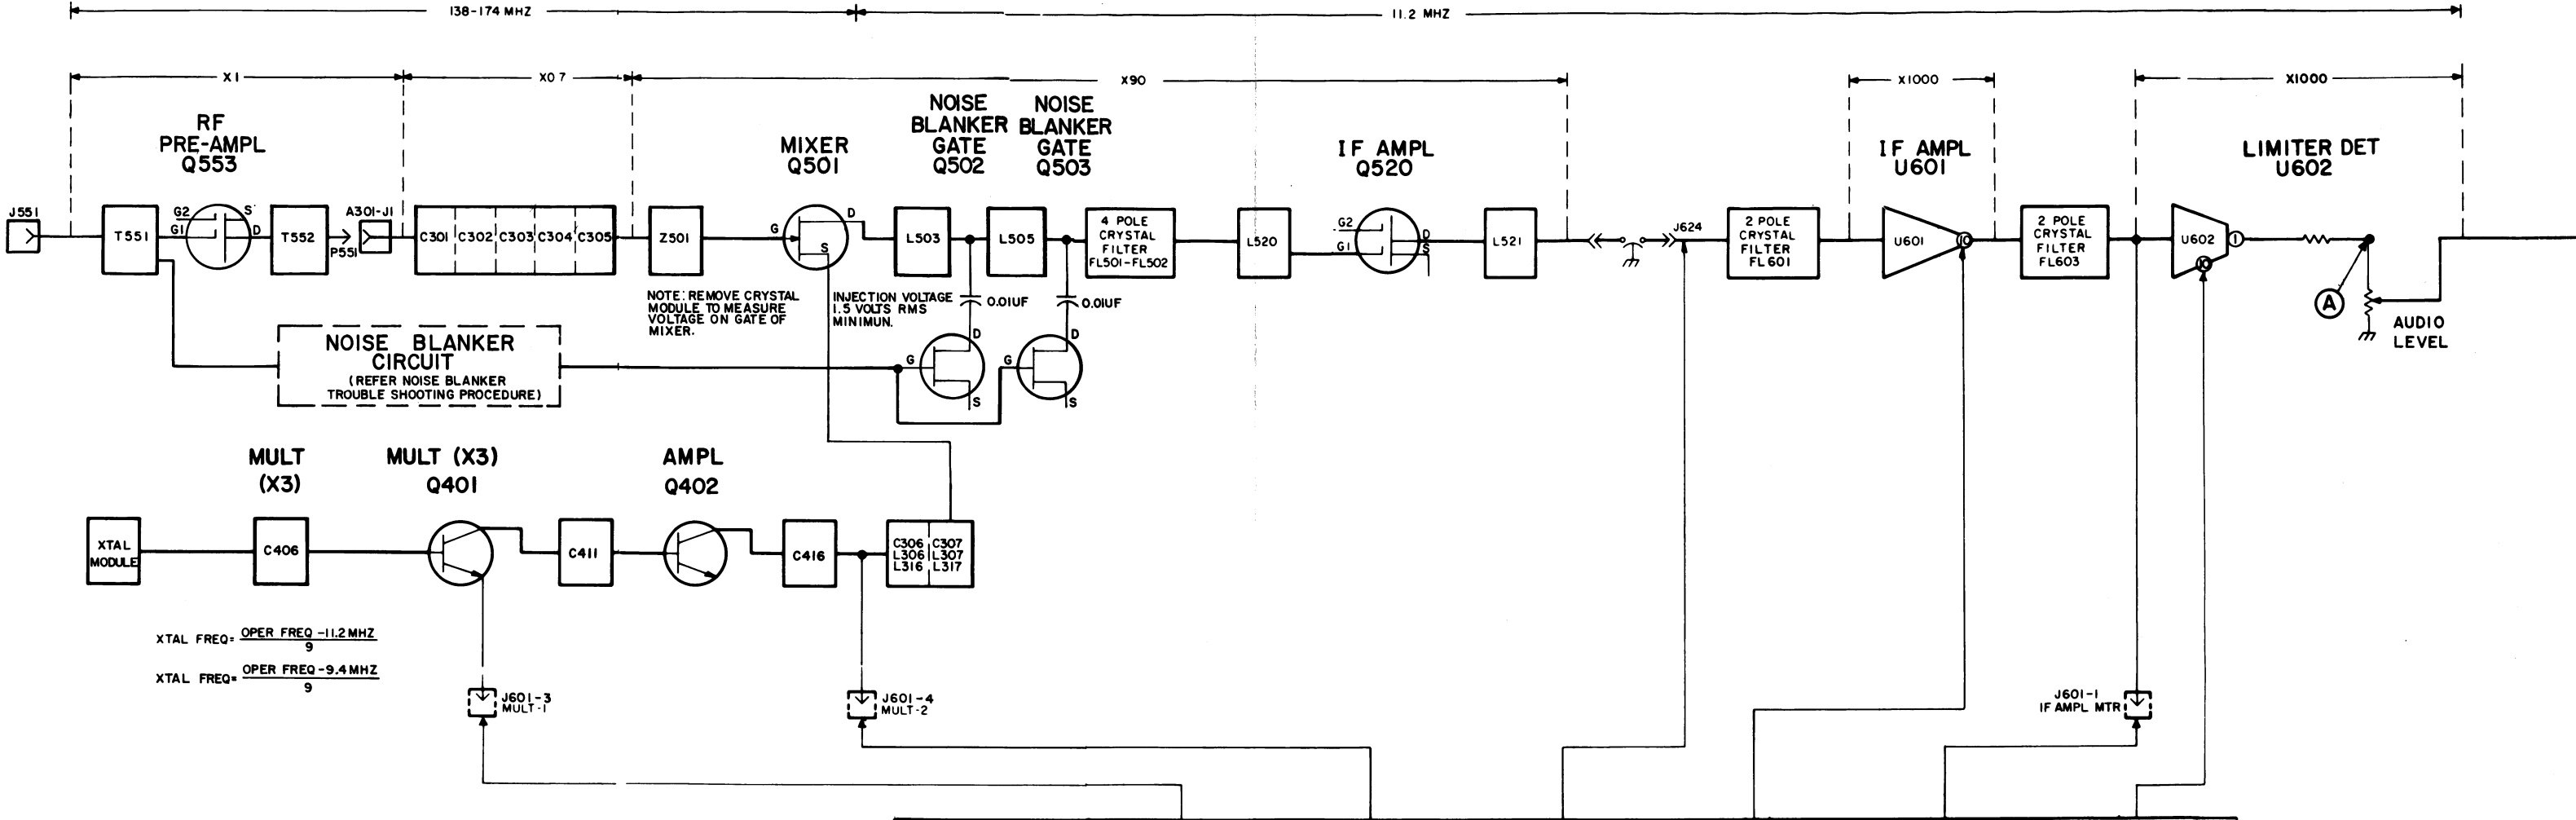 138-174 MHZ
11.2 MHZ
X1
X0.7
X90
X1000
X1000
RF
PRE-AMPL
Q553
MIXER
Q501
NOISE
BLANKER
GATE
Q502
NOISE
BLANKER
GATE
Q503
IF AMPL
Q520
IF AMPL
U601
LIMITER DET
U602
J551
T551
G2
G1
S
D
T552
P551
A301-J1
C301
C302
C303
C304
C305
Z501
G
D
S
L503
L505
4 POLE
CRYSTAL
FILTER
FL501-FL502
L520
G2
G1
D
S
L521
J624
2 POLE
CRYSTAL
FILTER
FL601
U601
10
2 POLE
CRYSTAL
FILTER
FL603
U602
1
10
A
AUDIO
LEVEL
NOTE: REMOVE CRYSTAL
MODULE TO MEASURE
VOLTAGE ON GATE OF
MIXER.
INJECTION VOLTAGE
1.5 VOLTS RMS
MINIMUN.
0.01UF
0.01UF
NOISE BLANKER
CIRCUIT
(REFER NOISE BLANKER
TROUBLE SHOOTING PROCEDURE)
G
D
S
G
D
S
MULT
(X3)
MULT (X3)
Q401
AMPL
Q402
XTAL
MODULE
C406
C411
C416
C306
L306
L316
C307
L307
L317
XTAL FREQ= OPER FREQ -11.2 MHZ
9
XTAL FREQ= OPER FREQ -9.4 MHZ
9
J601-3
MULT-1
J601-4
MULT-2
J601-1
IF AMPL MTR